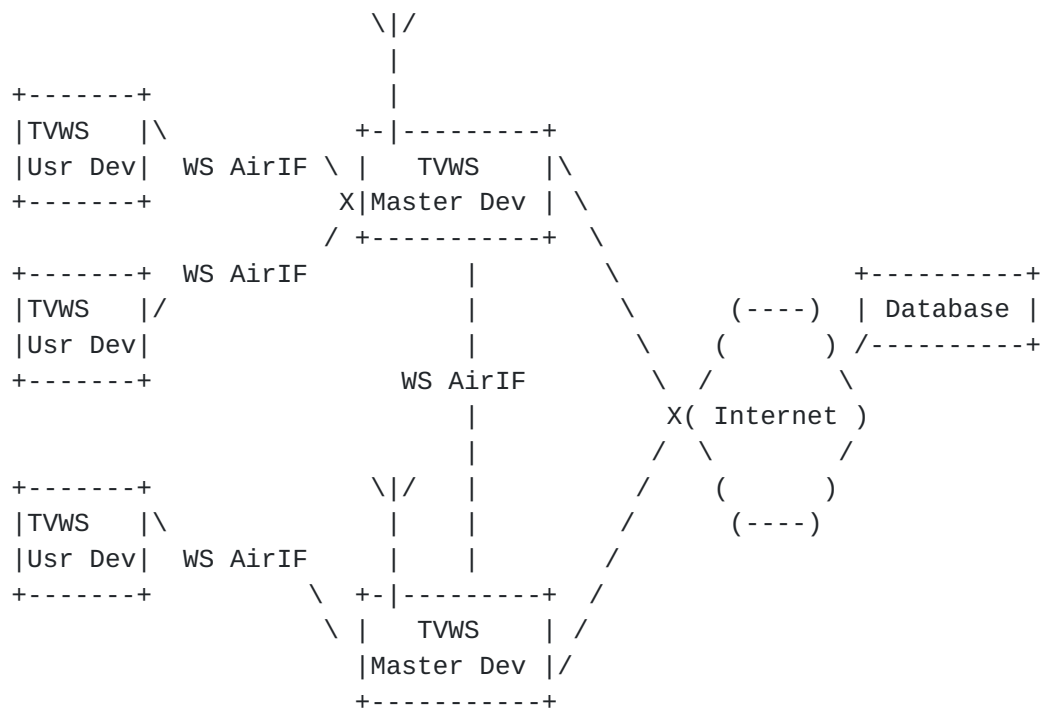 TVWS
Usr Dev
WS AirIF
TVWS
Master Dev
WS AirIF
TVWS
Usr Dev
Database
WS AirIF
Internet
TVWS
Usr Dev
WS AirIF
TVWS
Master Dev